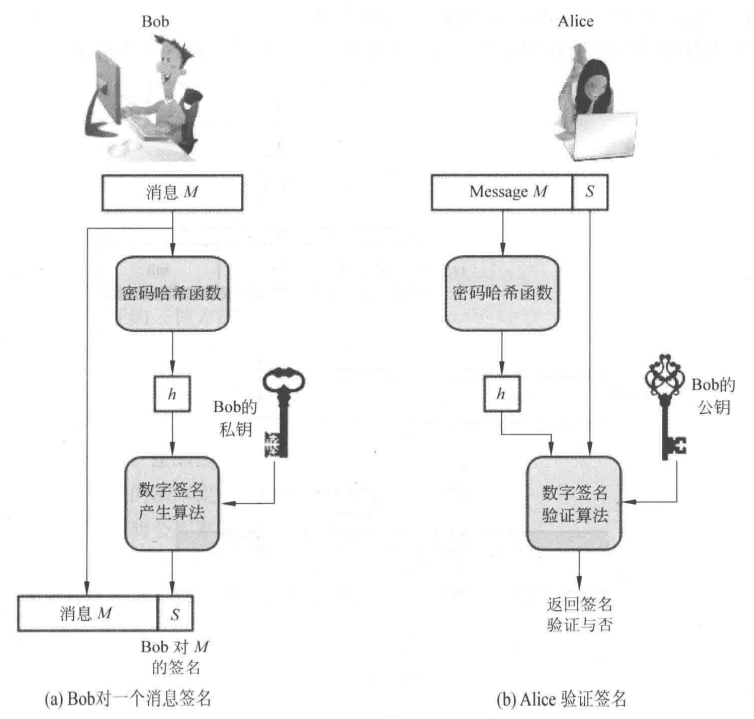 Bob
消息 M
密码哈希函数
h
Bob的
私钥
数字签名
产生算法
消息 M
S
Bob 对 M
的签名
(a) Bob对一个消息签名
Alice
Message M
S
密码哈希函数
h
Bob的
公钥
数字签名
验证算法
返回签名
验证与否
(b) Alice 验证签名